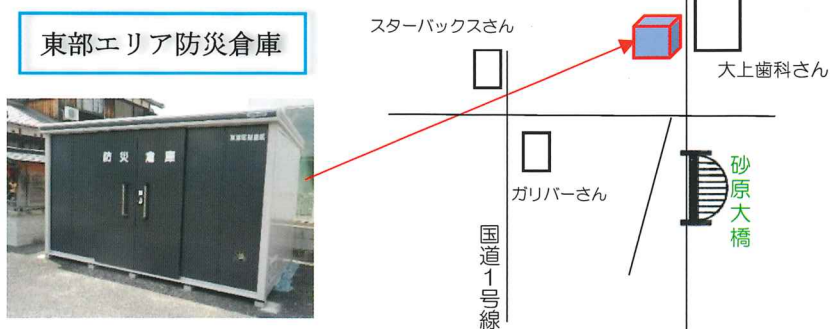 東部エリア防災倉庫
防災倉庫
スターバックスさん
大上歯科さん
ガリバーさん
国道1号線
砂原大橋